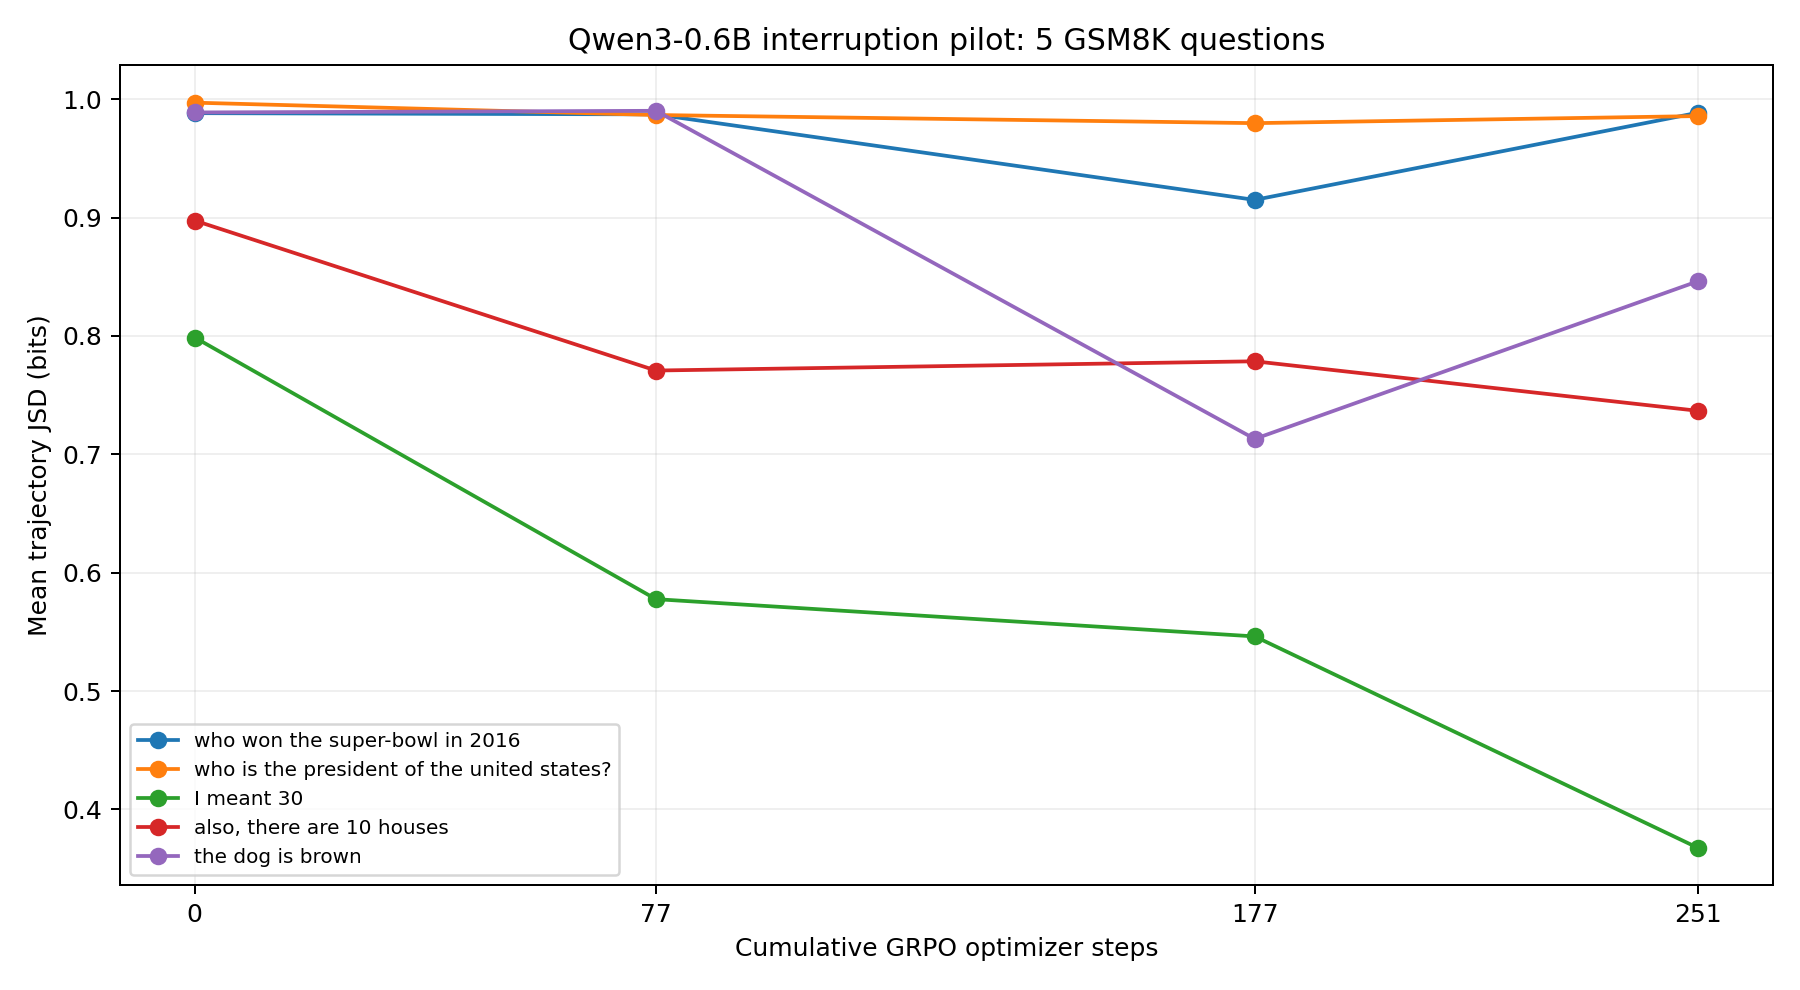 Qwen3-0.6B interruption pilot: 5 GSM8K questions
Mean trajectory JSD (bits)
1.0
0.9
0.8
0.7
0.6
0.5
0.4
who won the super-bowl in 2016
who is the president of the united states?
I meant 30
also, there are 10 houses
the dog is brown
0
77
177
251
Cumulative GRPO optimizer steps